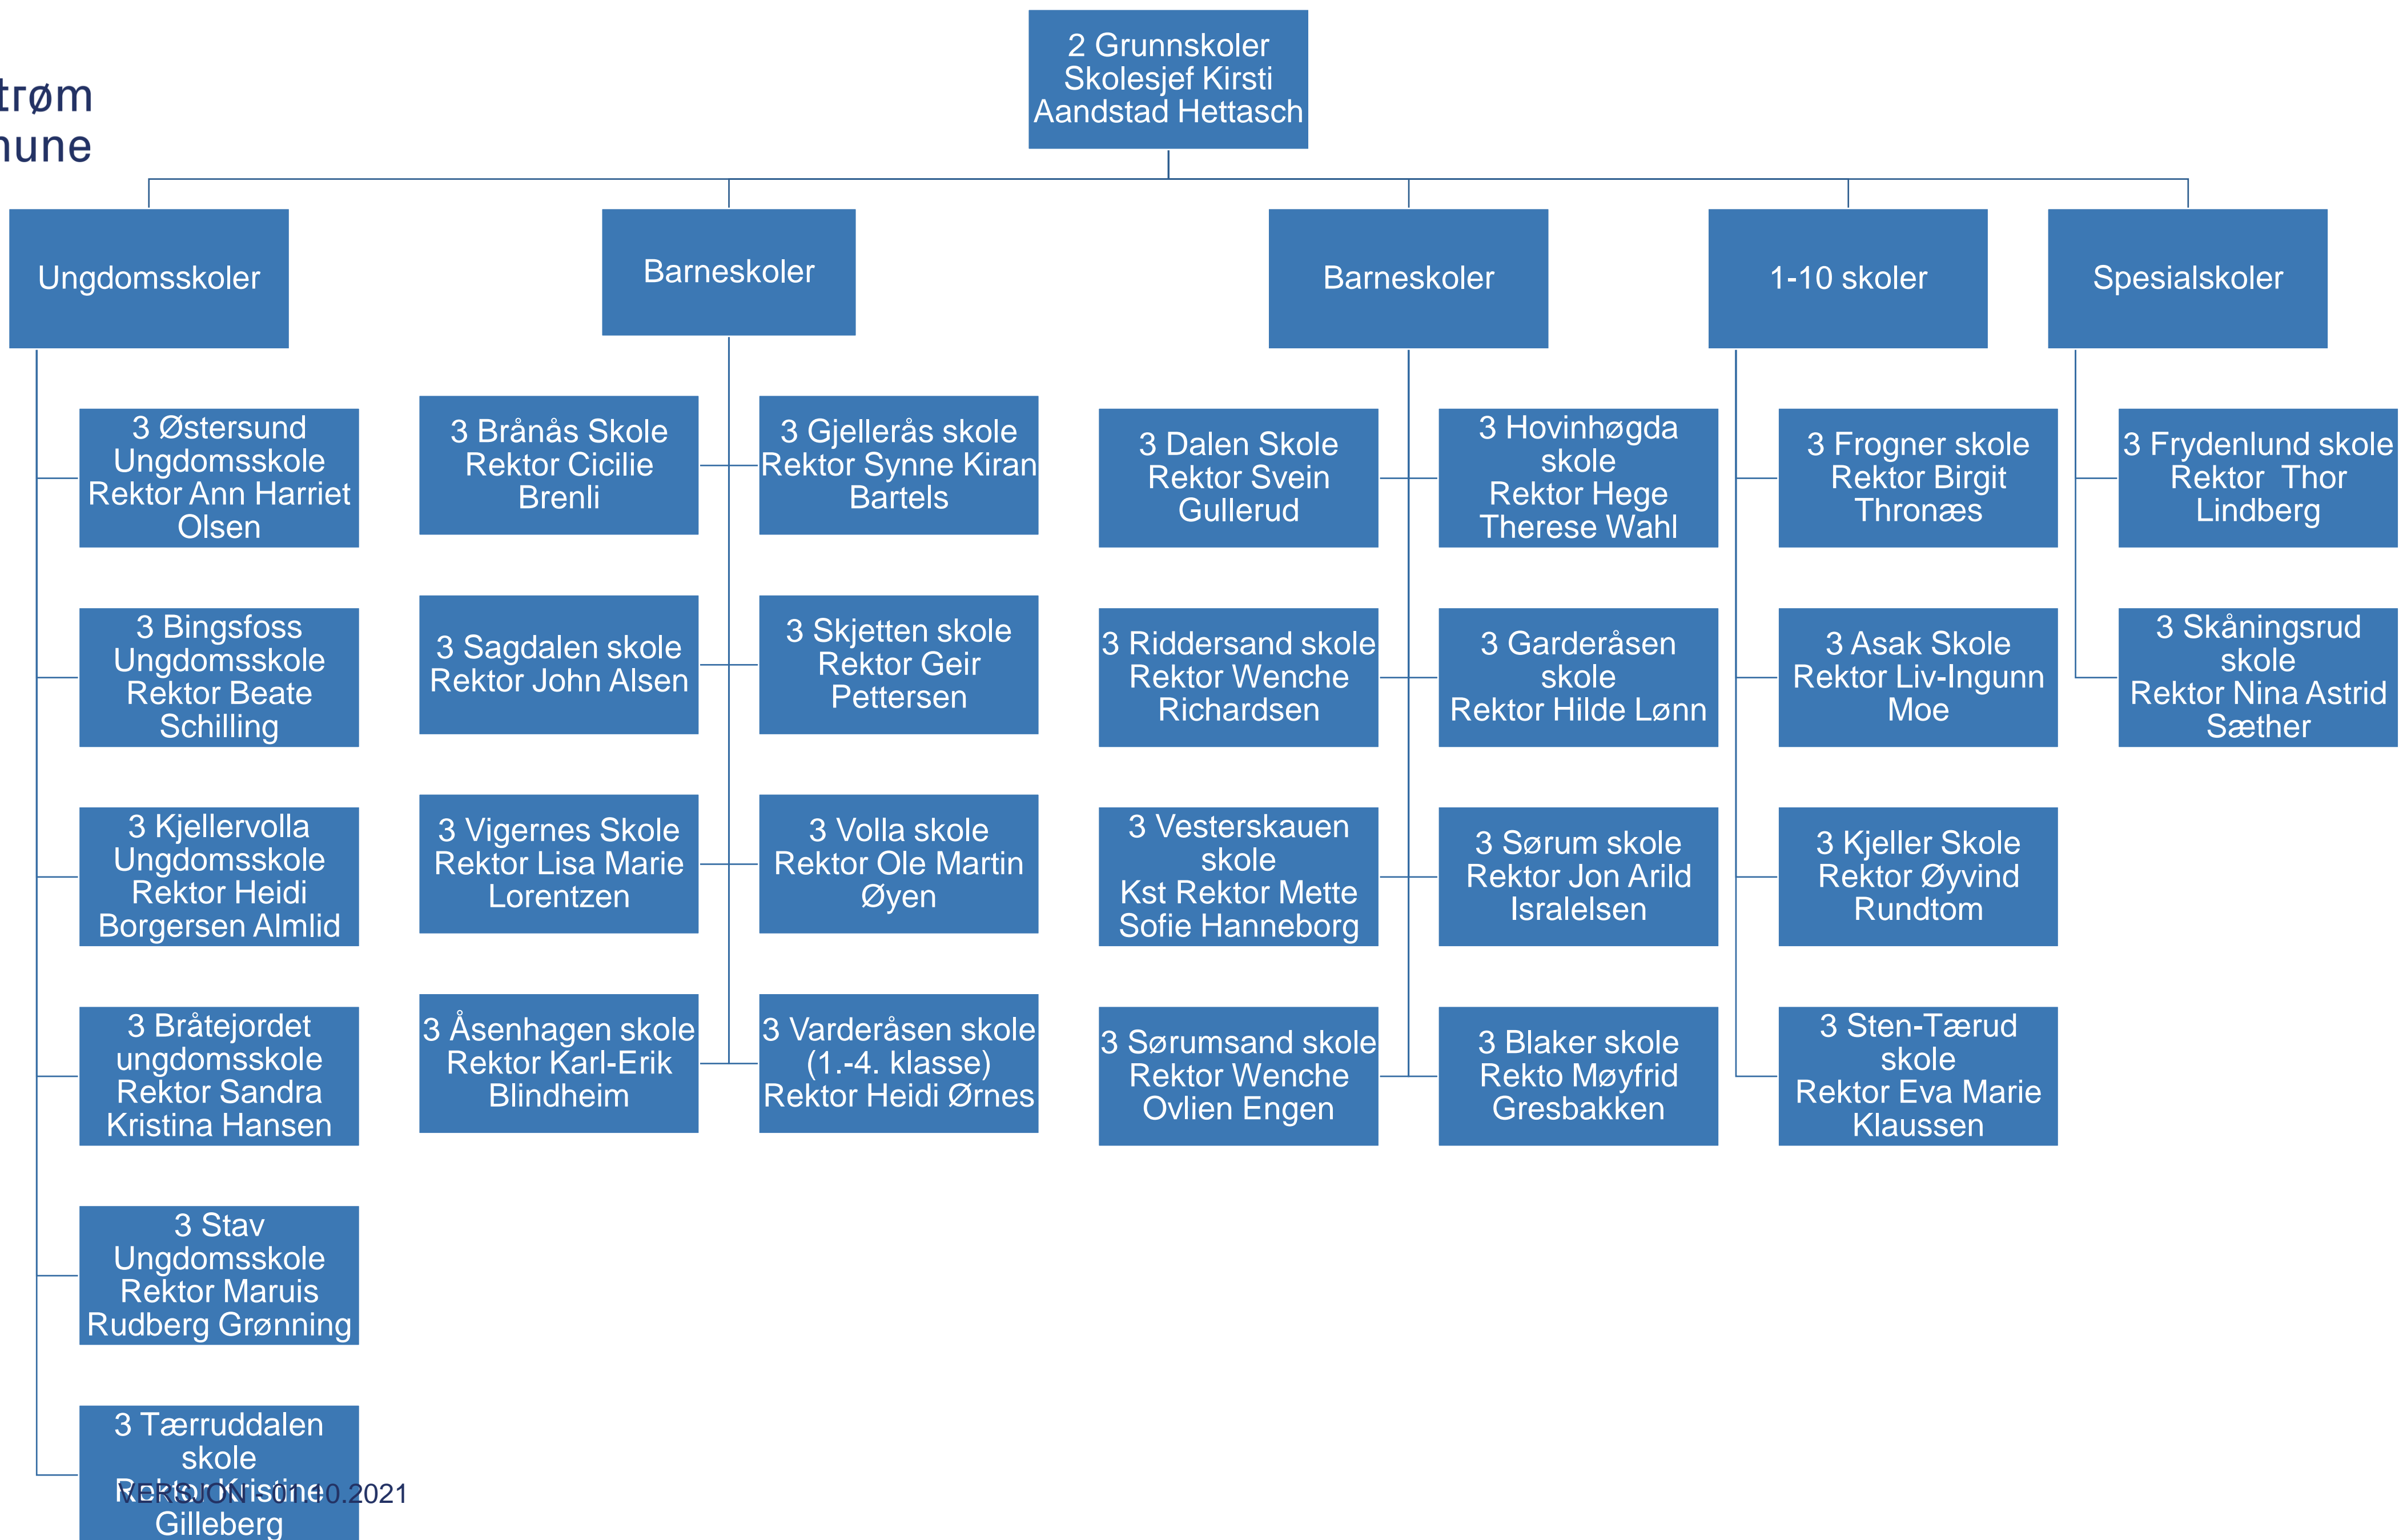 2 Grunnskoler
Skolesjef Kirsti
Aandstad Hettasch
trøm
Ungdomsskoler
Barneskoler
Barneskoler
1-10 skoler
Spesialskoler
3 Østersund
Ungdomsskole
Rektor Ann Harriet
Olsen
3 Bingsfoss
Ungdomsskole
Rektor Beate
Schilling
3 Kjellervolla
Ungdomsskole
Rektor Heidi
Borgersen Almlid
3 Bråtejordet
ungdomsskole
Rektor Sandra
Kristina Hansen
3 Stav
Ungdomsskole
Rektor Maruis
Rudberg Grønning
3 Tærruddalen
skole
Rektor Kristine
Gilleberg
3 Brånås Skole
Rektor Cicilie
Brenli
3 Gjellerås skole
Rektor Synne Kiran
Bartels
3 Sagdalen skole
Rektor John Alsen
3 Skjetten skole
Rektor Geir
Pettersen
3 Vigernes Skole
Rektor Lisa Marie
Lorentzen
3 Volla skole
Rektor Ole Martin
Øyen
3 Åsenhagen skole
Rektor Karl-Erik
Blindheim
3 Varderåsen skole
(1.-4. klasse)
Rektor Heidi Ørnes
3 Dalen Skole
Rektor Svein
Gullerud
3 Hovinhøgda
skole
Rektor Hege
Therese Wahl
3 Riddersand skole
Rektor Wenche
Richardsen
3 Garderåsen
skole
Rektor Hilde Lønn
3 Vesterskauen
skole
Kst Rektor Mette
Sofie Hanneborg
3 Sørum skole
Rektor Jon Arild
Isralelsen
3 Sørumsand skole
Rektor Wenche
Ovlien Engen
3 Blaker skole
Rekto Møyfrid
Gresbakken
3 Frogner skole
Rektor Birgit
Thronæs
3 Asak Skole
Rektor Liv-Ingunn
Moe
3 Kjeller Skole
Rektor Øyvind
Rundtom
3 Sten-Tærud
skole
Rektor Eva Marie
Klaussen
3 Frydenlund skole
Rektor  Thor
Lindberg
3 Skåningsrud
skole
Rektor Nina Astrid
Sæther
VERSJON - 01.10.2021